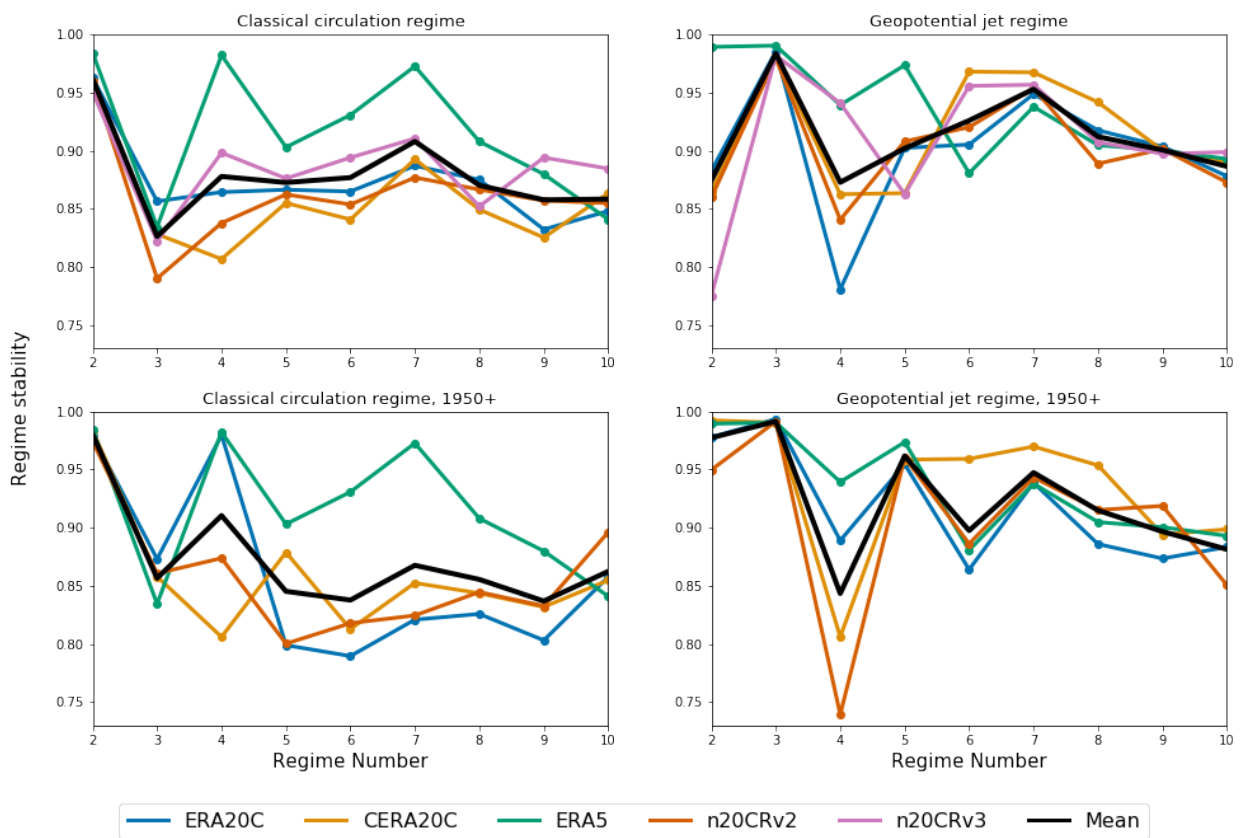 Classical circulation regime
1.00
0.95
0.90
0.85
0.80
0.75
2 3 4 5 6 7 8 9 10
Geopotential jet regime
1.00
0.95
0.90
0.85
0.80
0.75
2 3 4 5 6 7 8 9 10
Regime stability
Classical circulation regime, 1950+
1.00
0.95
0.90
0.85
0.80
0.75
2 3 4 5 6 7 8 9 10
Regime Number
Geopotential jet regime, 1950+
1.00
0.95
0.90
0.85
0.80
0.75
2 3 4 5 6 7 8 9 10
Regime Number
ERA20C CERA20C ERA5 n20CRv2 n20CRv3 Mean